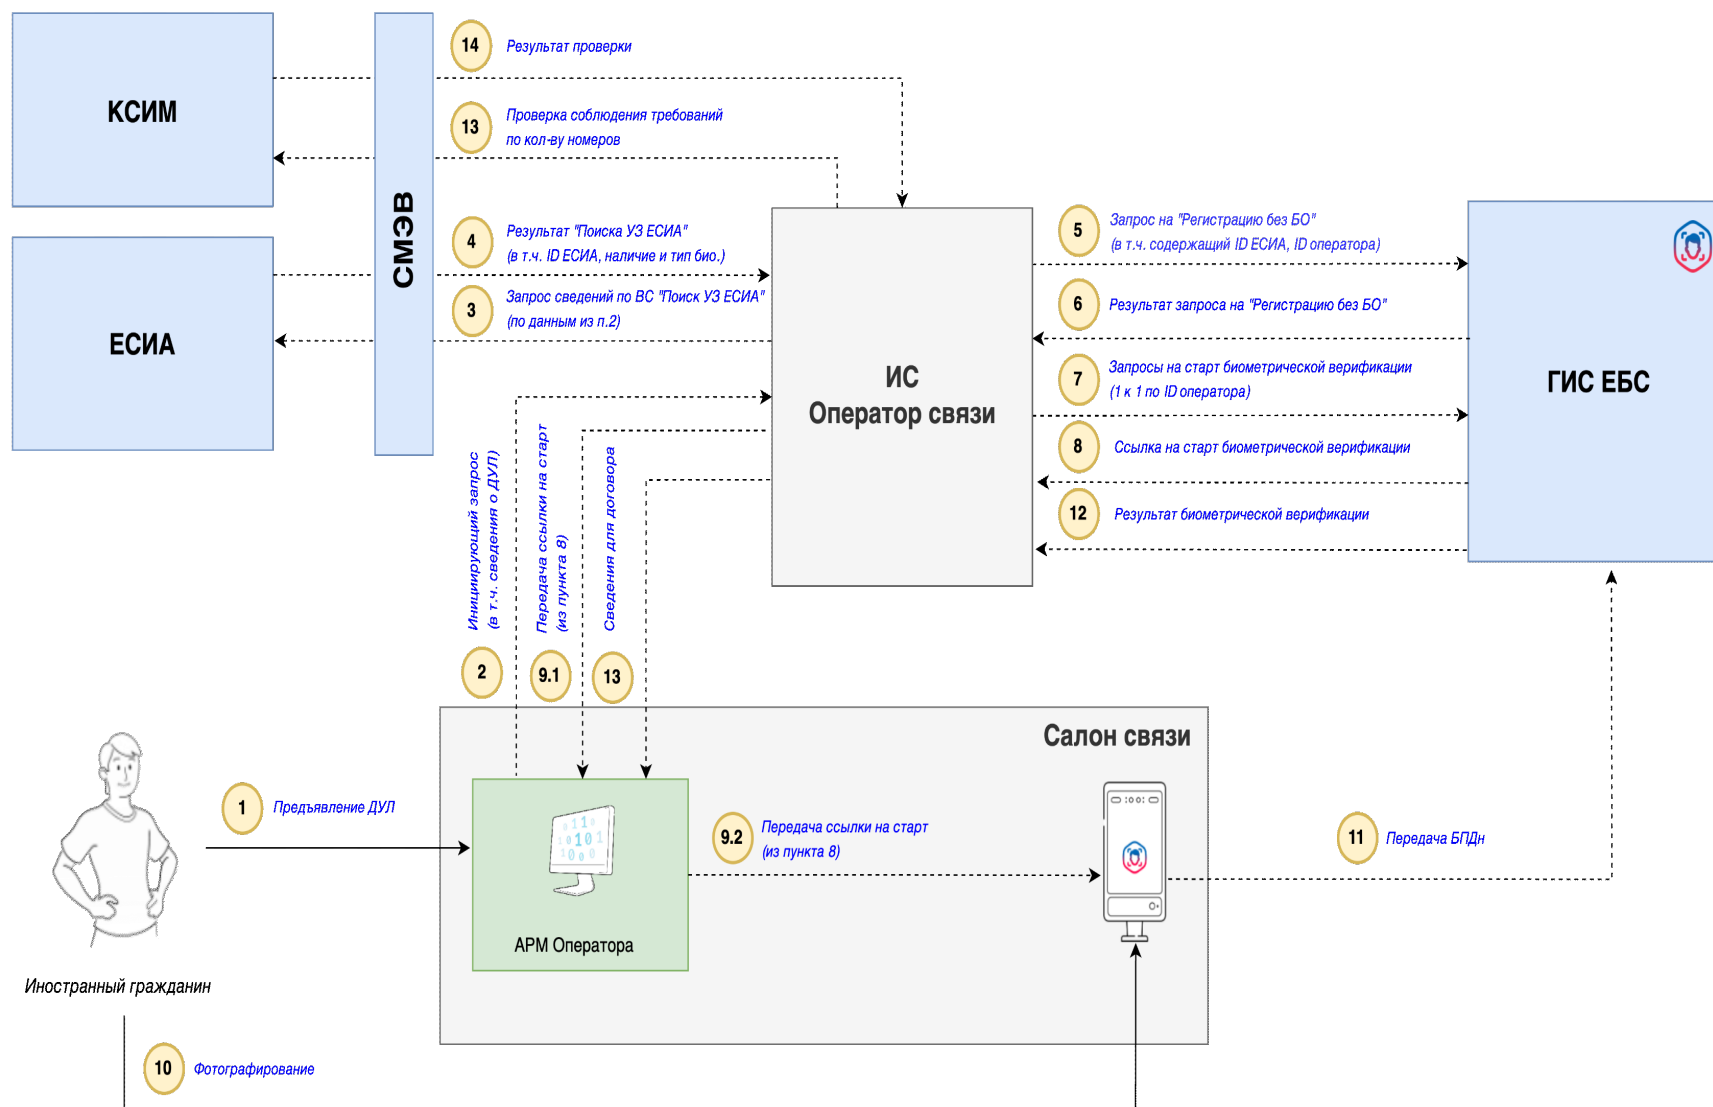 КСИМ
ЕСИА
СМЭВ
14
Результат проверки
13
Проверка соблюдения требований
по кол-ву номеров
4
Результат "Поиска УЗ ЕСИА"
(в т.ч. ID ЕСИА, наличие и тип био.)
3
Запрос сведений по ВС "Поиск УЗ ЕСИА"
(по данным из п.2)
ИС
Оператор связи
5
Запрос на "Регистрацию без БО"
(в т.ч. содержащий ID ЕСИА, ID оператора)
6
Результат запроса на "Регистрацию без БО"
7
Запросы на старт биометрической верификации
(1 к 1 по ID оператора)
8
Ссылка на старт биометрической верификации
12
Результат биометрической верификации
ГИС ЕБС
Инициирующий запрос
(в т.ч. сведения о ДУЛ)
2
Передача ссылки на старт
(из пункта 8)
9.1
Сведения для договора
13
Салон связи
1
Предъявление ДУЛ
11010
10101
1000
АРМ Оператора
9.2
Передача ссылки на старт
(из пункта 8)
11
Передача БПДн
Иностранный гражданин
10
Фотографирование